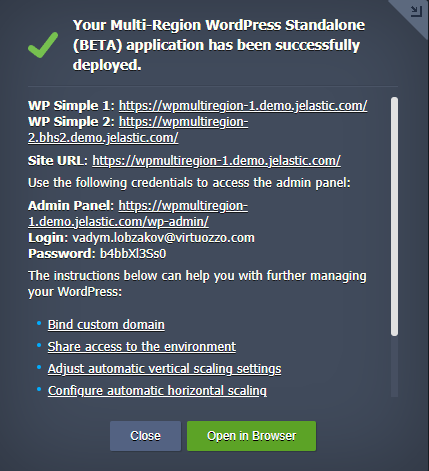 Your Multi-Region WordPress Standalone
(BETA) application has been successfully
deployed.
WP Simple 1: https://wpmultiregion-1.demo.jelastic.com/
WP Simple 2: https://wpmultiregion-
2.bhs2.demo.jelastic.com/
Site URL: https://wpmultiregion-1.demo.jelastic.com/
Use the following credentials to access the admin panel:
Admin Panel: https://wpmultiregion-
1.demo.jelastic.com/wp-admin/
Login: vadym.lobzakov@virtuozzo.com
Password: b4bbXl3Ss0
The instructions below can help you with further managing
your WordPress:
• Bind custom domain
• Share access to the environment
• Adjust automatic vertical scaling settings
• Configure automatic horizontal scaling
Close
Open in Browser